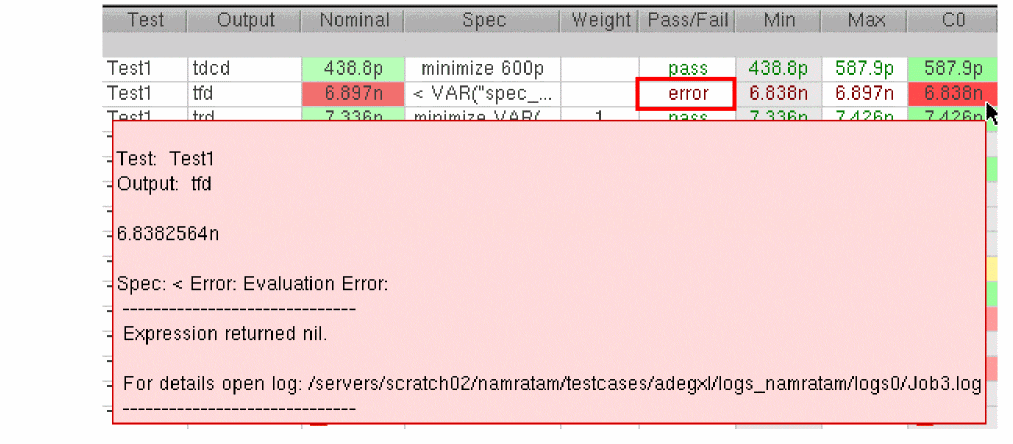 Test Output Nominal Spec Weight Pass/Fail Min Max C0
Test1 tdcd 438.8p minimize 600p pass 438.8p 587.9p 587.9p
Test1 tfd 6.897n < VAR("spec_... error 6.838n 6.897n 6.838n
Test1 trd 7.336n minimize VAR( 1 pass 7.336n 7.426n 7.426n
Test: Test1
Output: tfd
6.8382564n
Spec: < Error: Evaluation Error:
-----------------------------
Expression returned nil.
For details open log: /servers/scratch02/namratam/testcases/adegxl/logs_namratam/logs0/Job3.log
-----------------------------